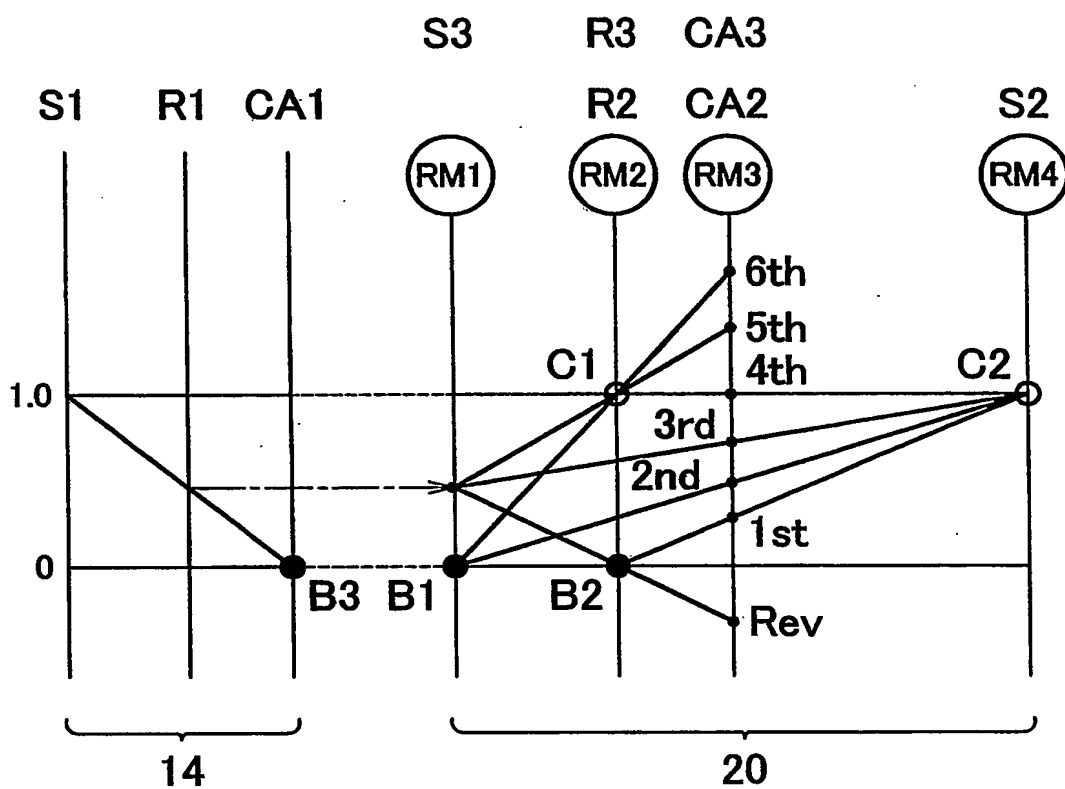 S3 R3 CA3
S1 R1 CA1 R2 CA2 S2
RM1 RM2 RM3 RM4
6th
5th
C1 4th C2
1.0
3rd
2nd
1st
0
B3 B1 B2
Rev
14 20